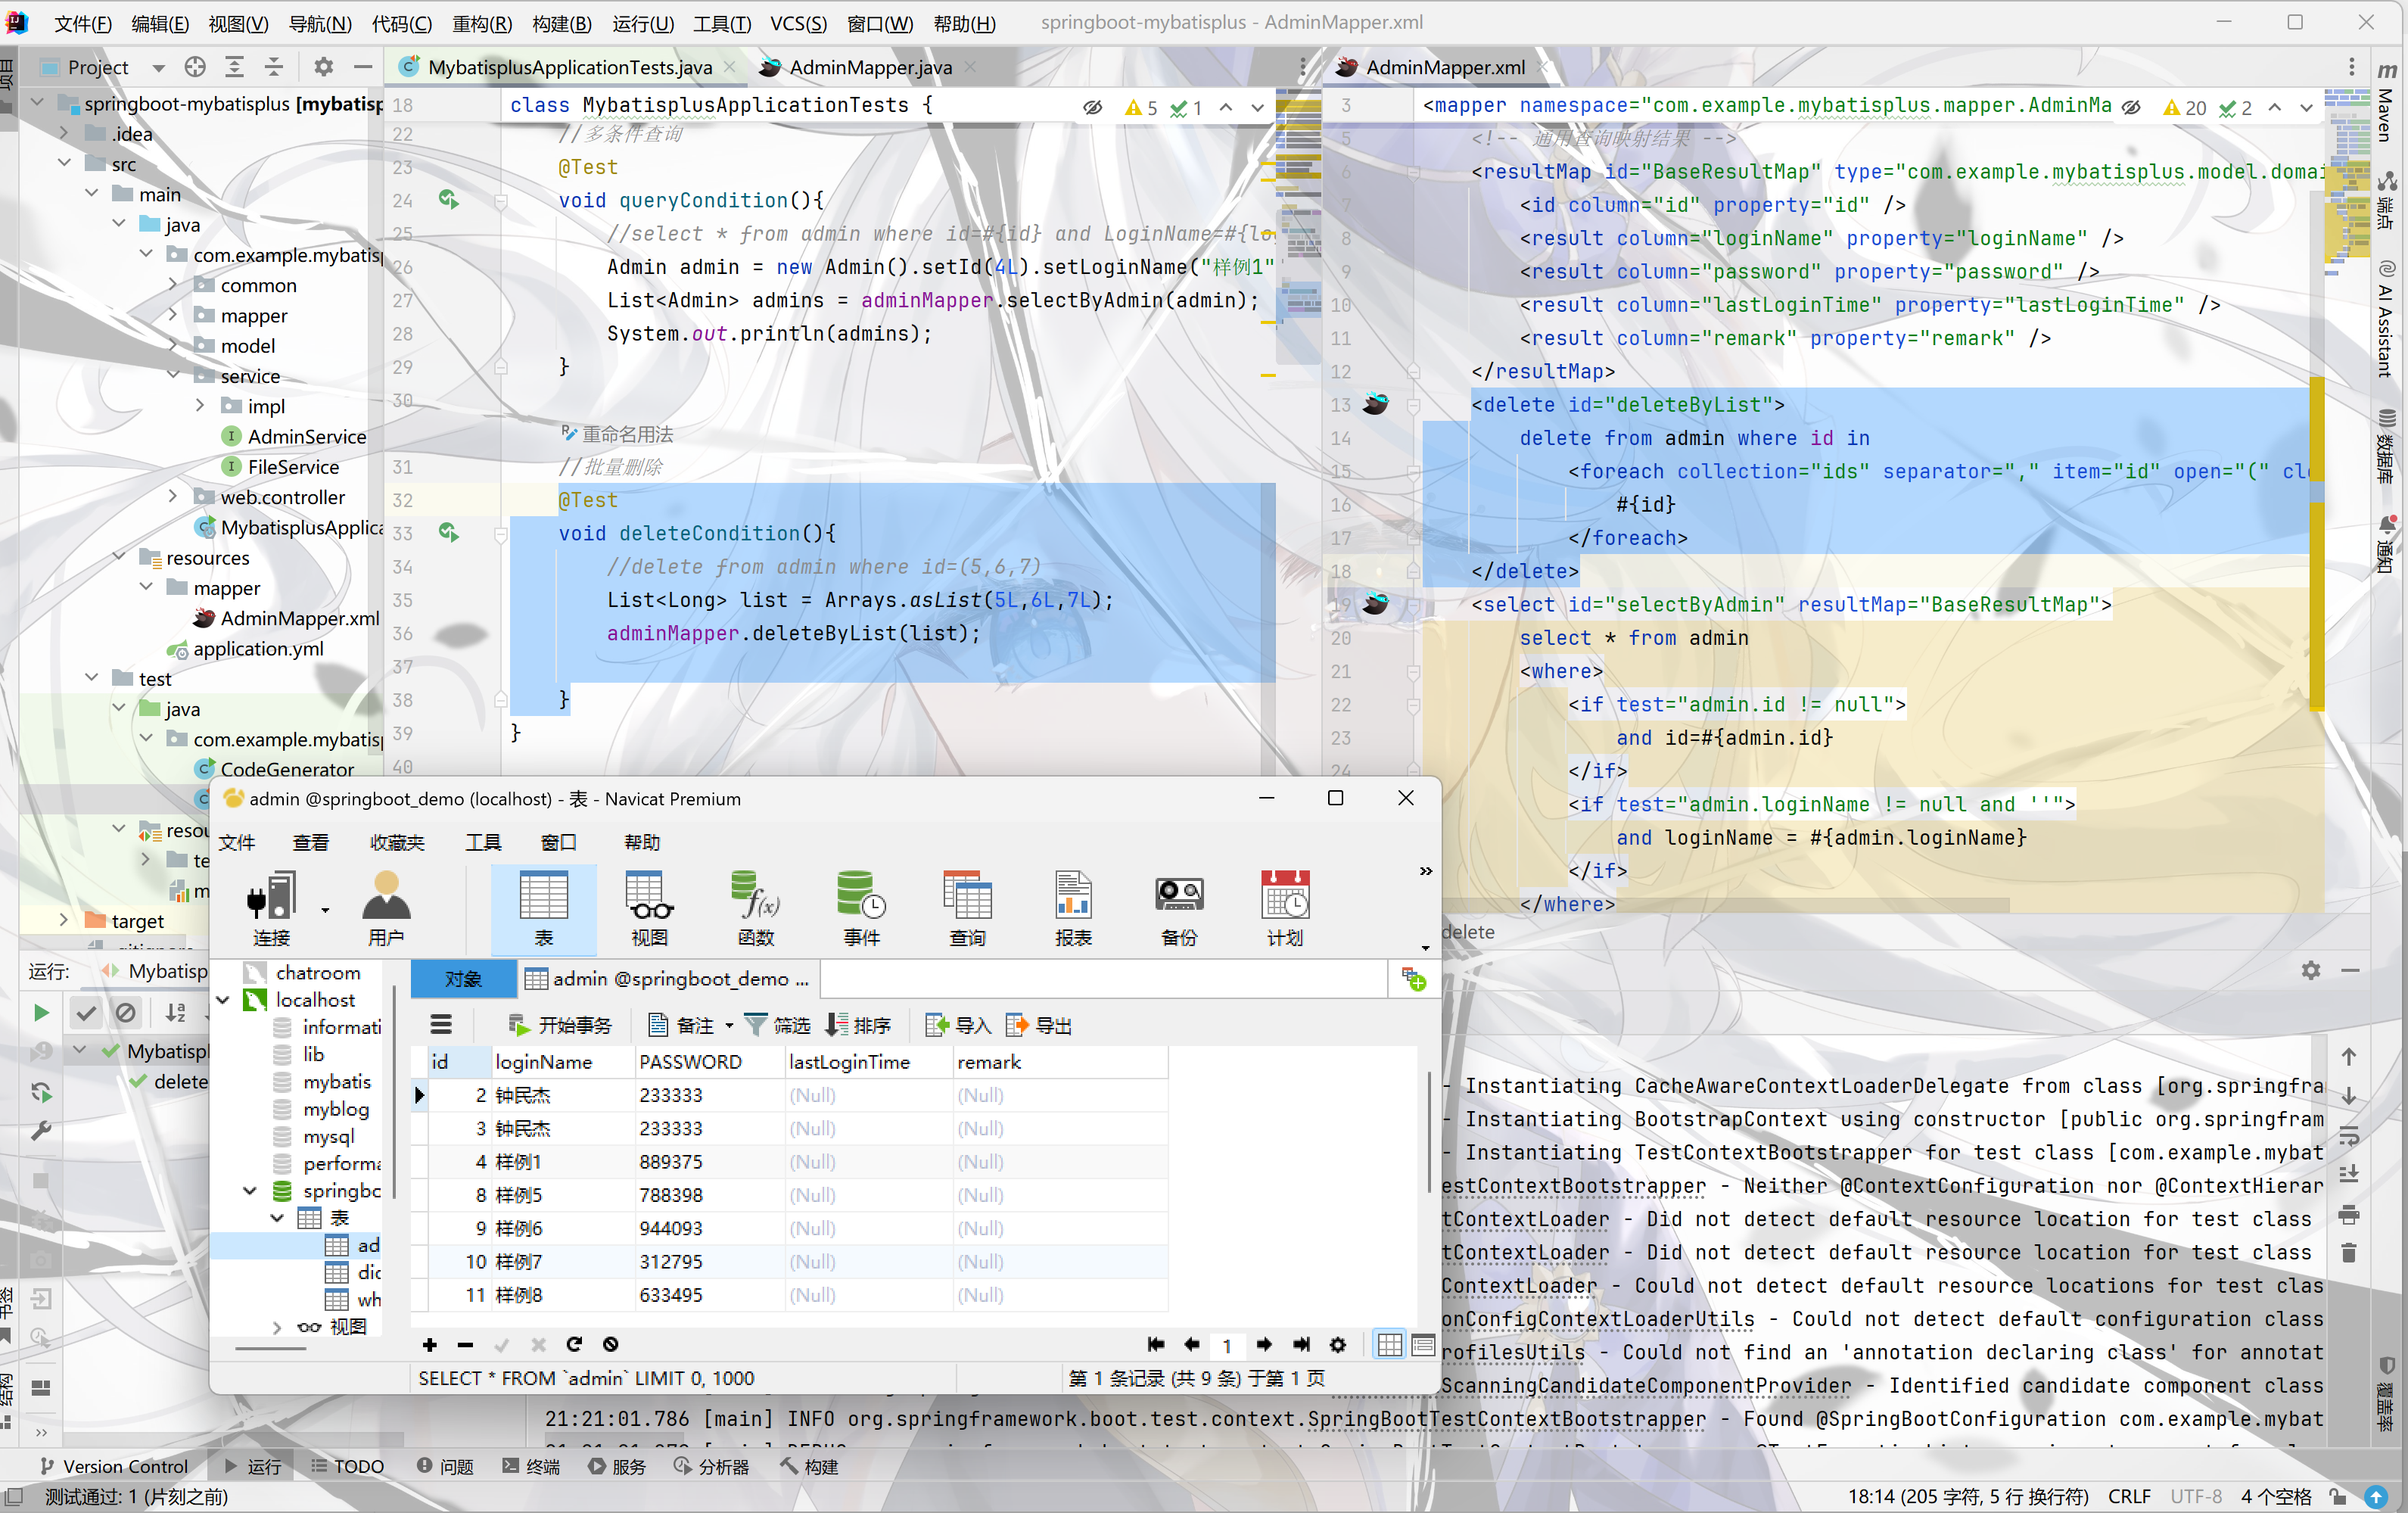 文件(F) 编辑(E) 视图(V) 导航(N) 代码(C) 重构(R) 构建(B) 运行(U) 工具(T) VCS(S) 窗口(W) 帮助(H) springboot-mybatisplus - AdminMapper.xml
Project
MybatisplusApplicationTests.java
AdminMapper.java
AdminMapper.xml
springboot-mybatisplus [mybatisp
.idea
src
main
java
com.example.mybatisp
common
mapper
model
service
impl
AdminService
FileService
web.controller
MybatisplusApplica
resources
mapper
AdminMapper.xml
application.yml
test
java
com.example.mybatisp
CodeGenerator
resou
te
m
target
18 class MybatisplusApplicationTests { 5 1
22 //多条件查询
23 @Test
24 void queryCondition(){
25 //select * from admin where id=#{id} and LoginName=#{lo
26 Admin admin = new Admin().setId(4L).setLoginName("样例1"
27 List<Admin> admins = adminMapper.selectByAdmin(admin);
28 System.out.println(admins);
29 }
30
重命名用法
31 //批量删除
32 @Test
33 void deleteCondition(){
34 //delete from admin where id=(5,6,7)
35 List<Long> list = Arrays.asList(5L,6L,7L);
36 adminMapper.deleteByList(list);
37
38 }
39 }
40
3 <mapper namespace="com.example.mybatisplus.mapper.AdminMa 20 2
5 <!-- 通用查询映射结果 -->
6 <resultMap id="BaseResultMap" type="com.example.mybatisplus.model.domai
7 <id column="id" property="id" />
8 <result column="loginName" property="loginName" />
9 <result column="password" property="password" />
10 <result column="lastLoginTime" property="lastLoginTime" />
11 <result column="remark" property="remark" />
12 </resultMap>
13 <delete id="deleteByList">
14 delete from admin where id in
15 <foreach collection="ids" separator="," item="id" open="(" cl
16 #{id}
17 </foreach>
18 </delete>
19 <select id="selectByAdmin" resultMap="BaseResultMap">
20 select * from admin
21 <where>
22 <if test="admin.id != null">
23 and id=#{admin.id}
24 </if>
<if test="admin.loginName != null and ''">
and loginName = #{admin.loginName}
</if>
</where>
delete
m Maven
端点
AI Assistant
数据库
通知
覆盖率
项目
书签
结构
admin @springboot_demo (localhost) - 表 - Navicat Premium
文件 查看 收藏夹 工具 窗口 帮助
连接 用户 表 视图 f(x) 函数 事件 查询 报表 备份 计划
chatroom
localhost
informati
lib
mybatis
myblog
mysql
performa
springbo
表
ad
dic
wh
视图
对象 admin @springboot_demo ...
开始事务 备注 筛选 排序 导入 导出
id loginName PASSWORD lastLoginTime remark
2 钟民杰 233333 (Null) (Null)
3 钟民杰 233333 (Null) (Null)
4 样例1 889375 (Null) (Null)
8 样例5 788398 (Null) (Null)
9 样例6 944093 (Null) (Null)
10 样例7 312795 (Null) (Null)
11 样例8 633495 (Null) (Null)
1
SELECT * FROM `admin` LIMIT 0, 1000 第 1 条记录 (共 9 条) 于第 1 页
运行: Mybatisp
Mybatispl
delete
- Instantiating CacheAwareContextLoaderDelegate from class [org.springfra
- Instantiating BootstrapContext using constructor [public org.springfram
- Instantiating TestContextBootstrapper for test class [com.example.mybat
estContextBootstrapper - Neither @ContextConfiguration nor @ContextHierar
tContextLoader - Did not detect default resource location for test class
tContextLoader - Did not detect default resource location for test class
ContextLoader - Could not detect default resource locations for test clas
onConfigContextLoaderUtils - Could not detect default configuration class
rofilesUtils - Could not find an 'annotation declaring class' for annotat
ScanningCandidateComponentProvider - Identified candidate component class
21:21:01.786 [main] INFO org.springframework.boot.test.context.SpringBootTestContextBootstrapper - Found @SpringBootConfiguration com.example.mybat
Version Control 运行 TODO 问题 终端 服务 分析器 构建
测试通过: 1 (片刻之前) 18:14 (205 字符, 5 行 换行符) CRLF UTF-8 4 个空格